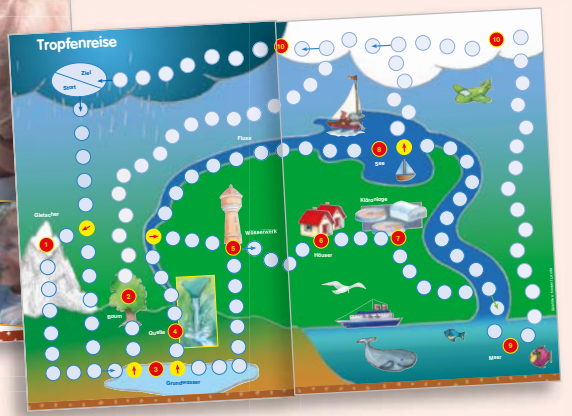 Tropfenreise
Ziel
Start
10
10
Fluss
8
See
Gletscher
1
Kläranlage
Wasserwerk
5
6
Häuser
7
2
Baum
Quelle
4
3
Grundwasser
Meer
9